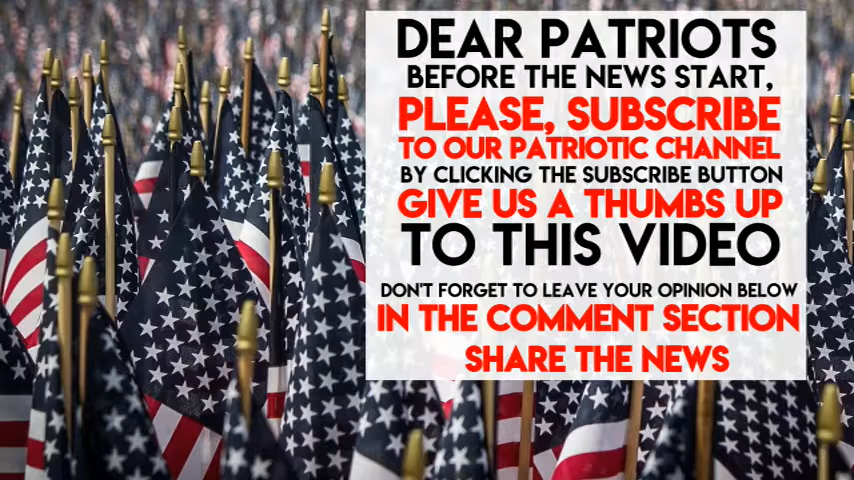 DEAR PATRIOTS
BEFORE THE NEWS START,
PLEASE, SUBSCRIBE
TO OUR PATRIOTIC CHANNEL
BY CLICKING THE SUBSCRIBE BUTTON
GIVE US A THUMBS UP
TO THIS VIDEO
DON'T FORGET TO LEAVE YOUR OPINION BELOW
IN THE COMMENT SECTION
SHARE THE NEWS